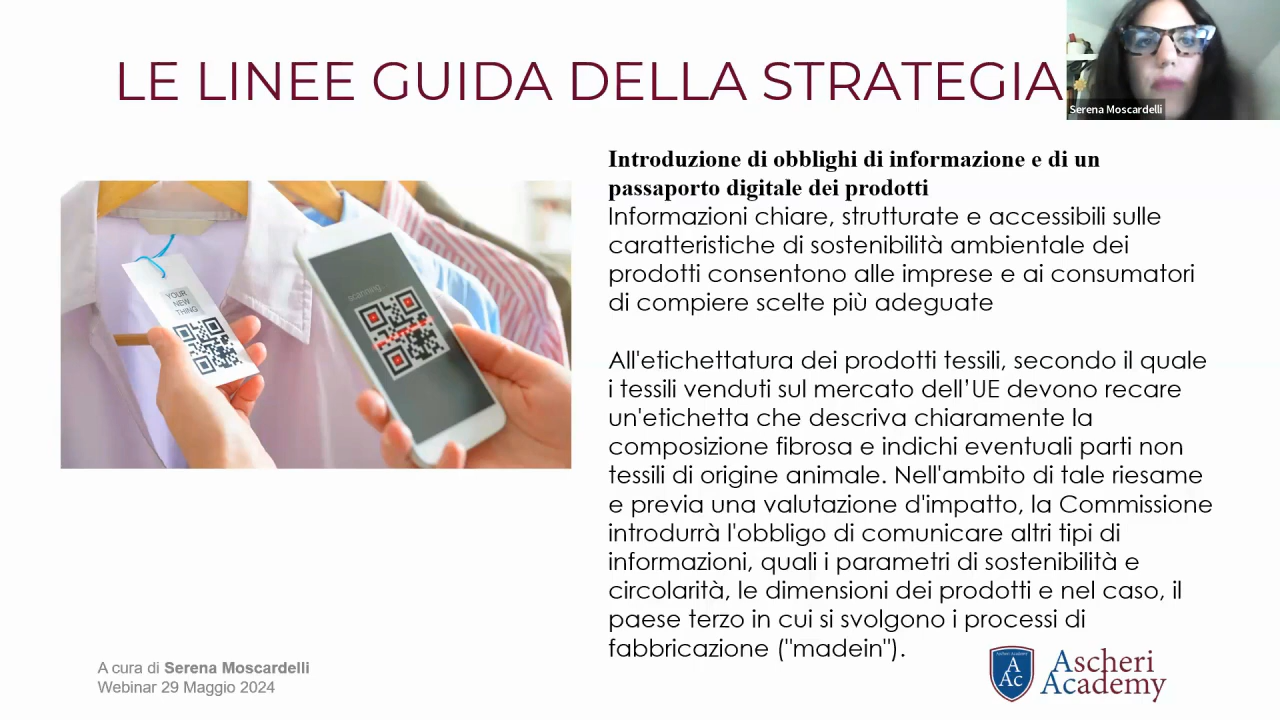 LE LINEE GUIDA DELLA STRATEGIA
Serena Moscardelli
Introduzione di obblighi di informazione e di un
passaporto digitale dei prodotti
Informazioni chiare, strutturate e accessibili sulle
caratteristiche di sostenibilità ambientale dei
prodotti consentono alle imprese e ai consumatori
di compiere scelte più adeguate
All'etichettatura dei prodotti tessili, secondo il quale
i tessili venduti sul mercato dell’UE devono recare
un'etichetta che descriva chiaramente la
composizione fibrosa e indichi eventuali parti non
tessili di origine animale. Nell'ambito di tale riesame
e previa una valutazione d'impatto, la Commissione
introdurrà l'obbligo di comunicare altri tipi di
informazioni, quali i parametri di sostenibilità e
circolarità, le dimensioni dei prodotti e nel caso, il
paese terzo in cui si svolgono i processi di
fabbricazione ("madein").
YOUR
NEW
THING
scanning
A cura di Serena Moscardelli
Webinar 29 Maggio 2024
Ascheri Academy
A
Ac
Ascheri
Academy